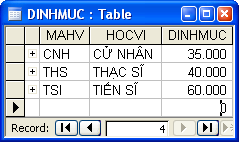 DINHMUC : Table
MAHV HOCVI DINHMUC
+ CNH CỬ NHÂN 35.000
+ THS THẠC SĨ 40.000
+ TSI TIẾN SĨ 60.000
0
Record: 4